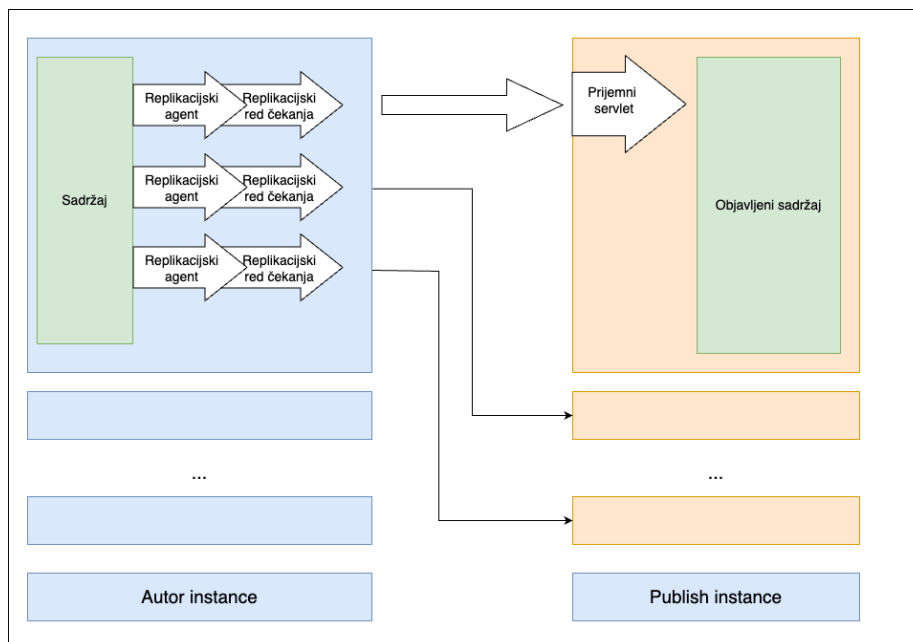 Sadržaj
Replikacijski
agent
Replikacijski
red čekanja
Replikacijski
agent
Replikacijski
red čekanja
Replikacijski
agent
Replikacijski
red čekanja
Prijemni
servlet
Objavljeni sadržaj
...
...
Autor instance
Publish instance